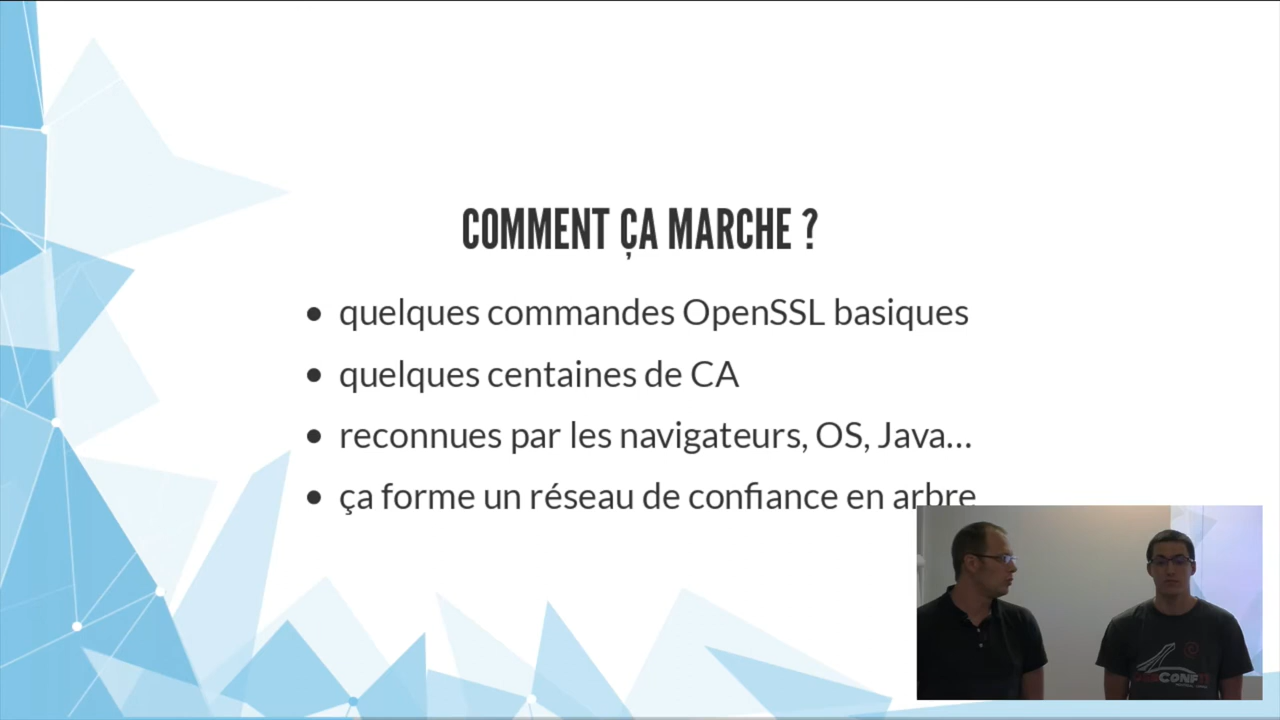 COMMENT ÇA MARCHE ?
quelques commandes OpenSSL basiques
quelques centaines de CA
reconnues par les navigateurs, OS, Java...
ça forme un réseau de confiance en arbre